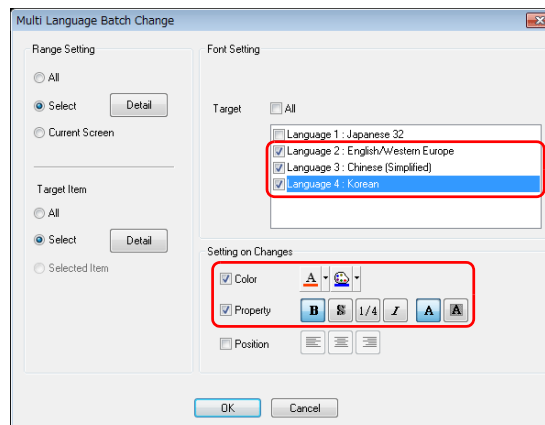 Multi Language Batch Change
Range Setting
All
Select
Detail
Current Screen
Target Item
All
Select
Detail
Selected Item
Font Setting
Target
All
Language 1 : Japanese 32
Language 2 : English/Western Europe
Language 3 : Chinese (Simplified)
Language 4 : Korean
Setting on Changes
Color
A
Property
B S 1/4 I A A
Position
OK
Cancel